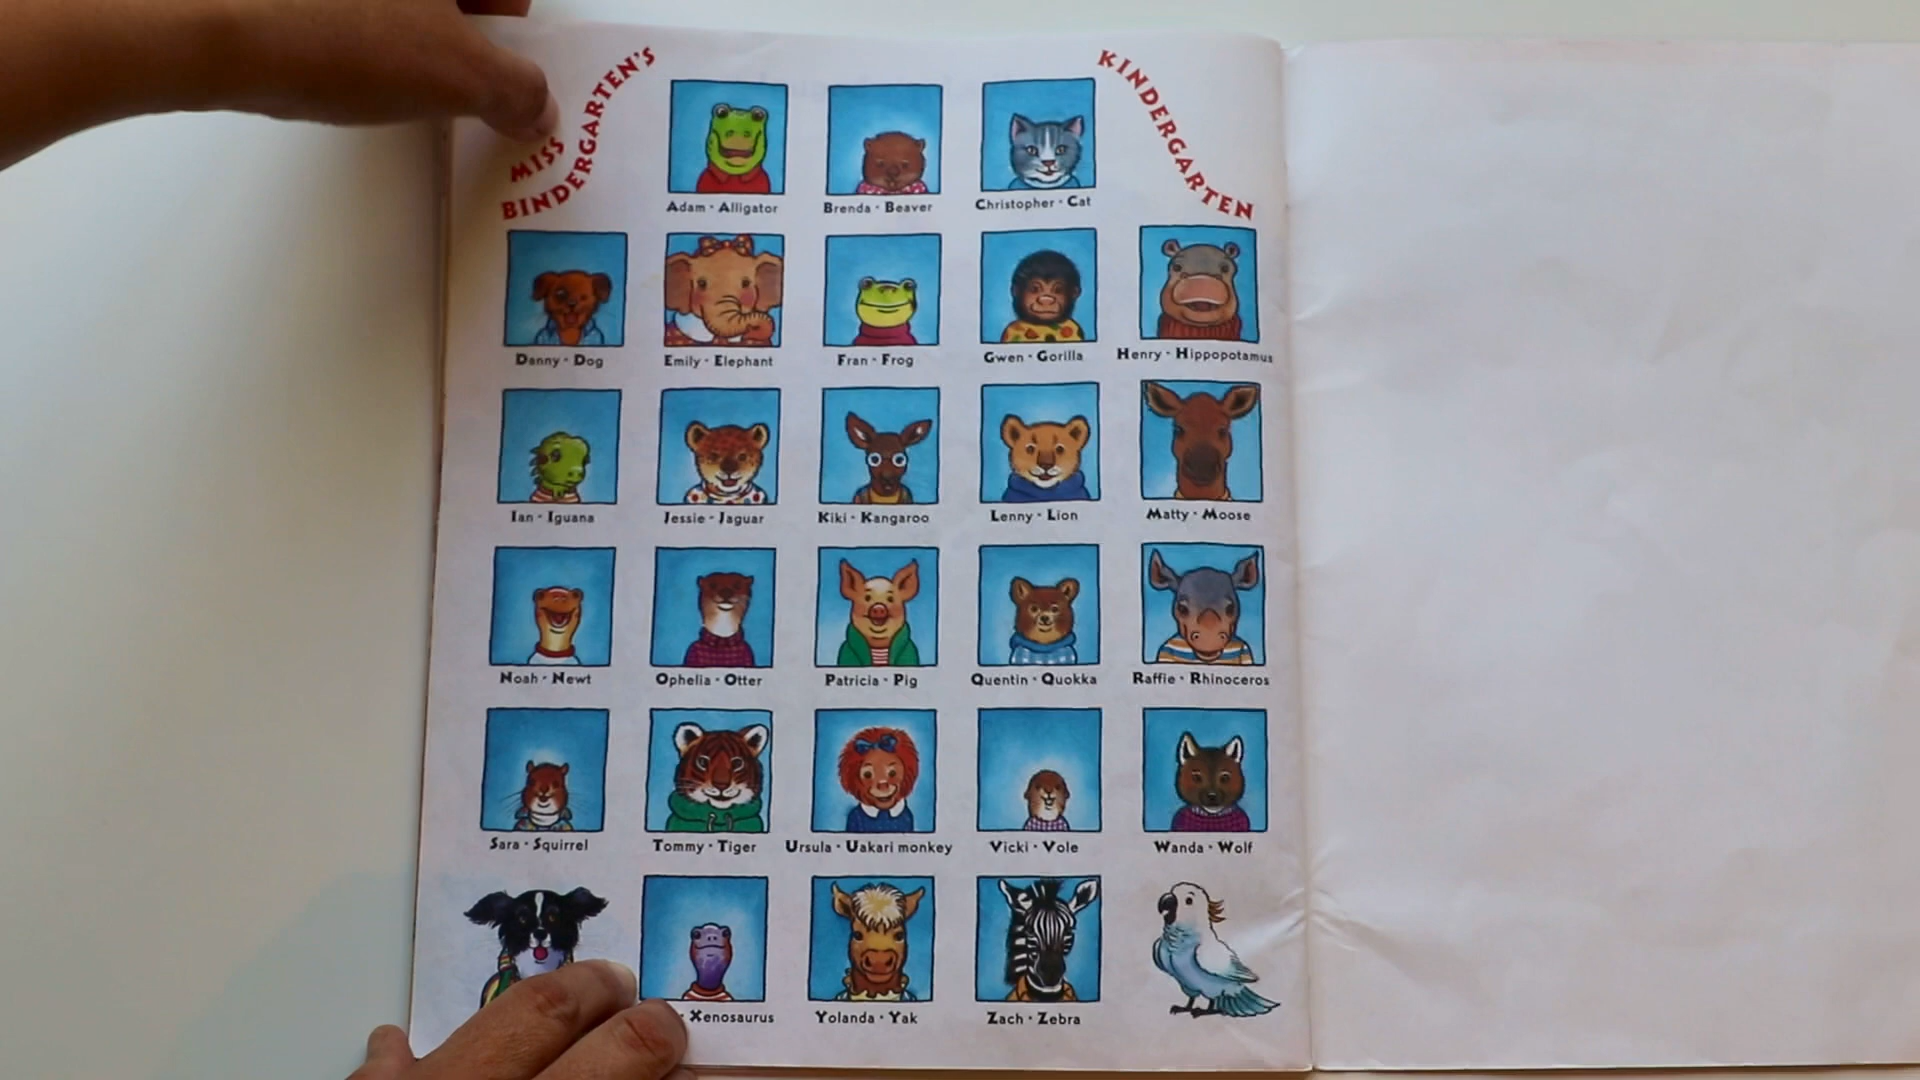 MISS
BINDERGARTEN'S
KINDERGARTEN
Adam · Alligator
Brenda · Beaver
Christopher · Cat
Danny · Dog
Emily · Elephant
Fran · Frog
Gwen · Gorilla
Henry · Hippopotamus
Ian · Iguana
Jessie · Jaguar
Kiki · Kangaroo
Lenny · Lion
Matty · Moose
Noah · Newt
Ophelia · Otter
Patricia · Pig
Quentin · Quokka
Raffie · Rhinoceros
Sara · Squirrel
Tommy · Tiger
Ursula · Uakari monkey
Vicki · Vole
Wanda · Wolf
· Xenosaurus
Yolanda · Yak
Zach · Zebra